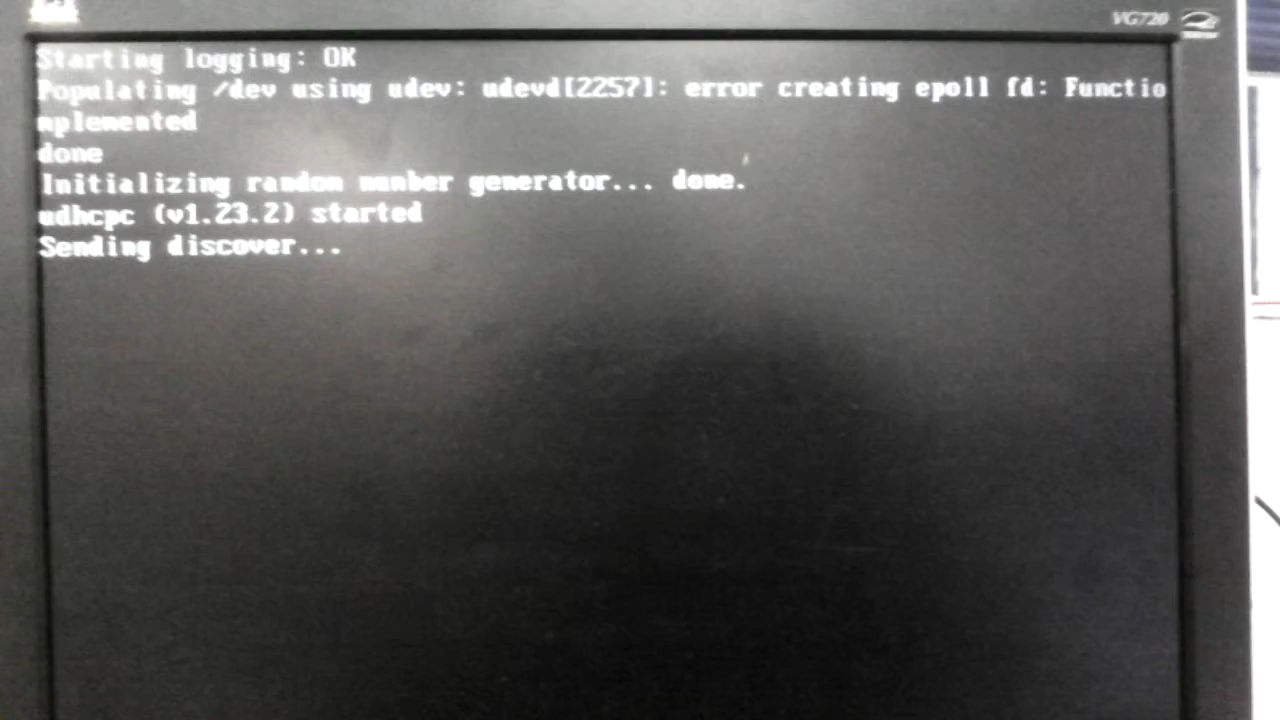 VG720
Starting logging: OK
Populating /dev using udev: udevd[2257]: error creating epoll fd: Functio
mplemented
done
Initializing random number generator... done.
udhcpc (v1.23.2) started
Sending discover...